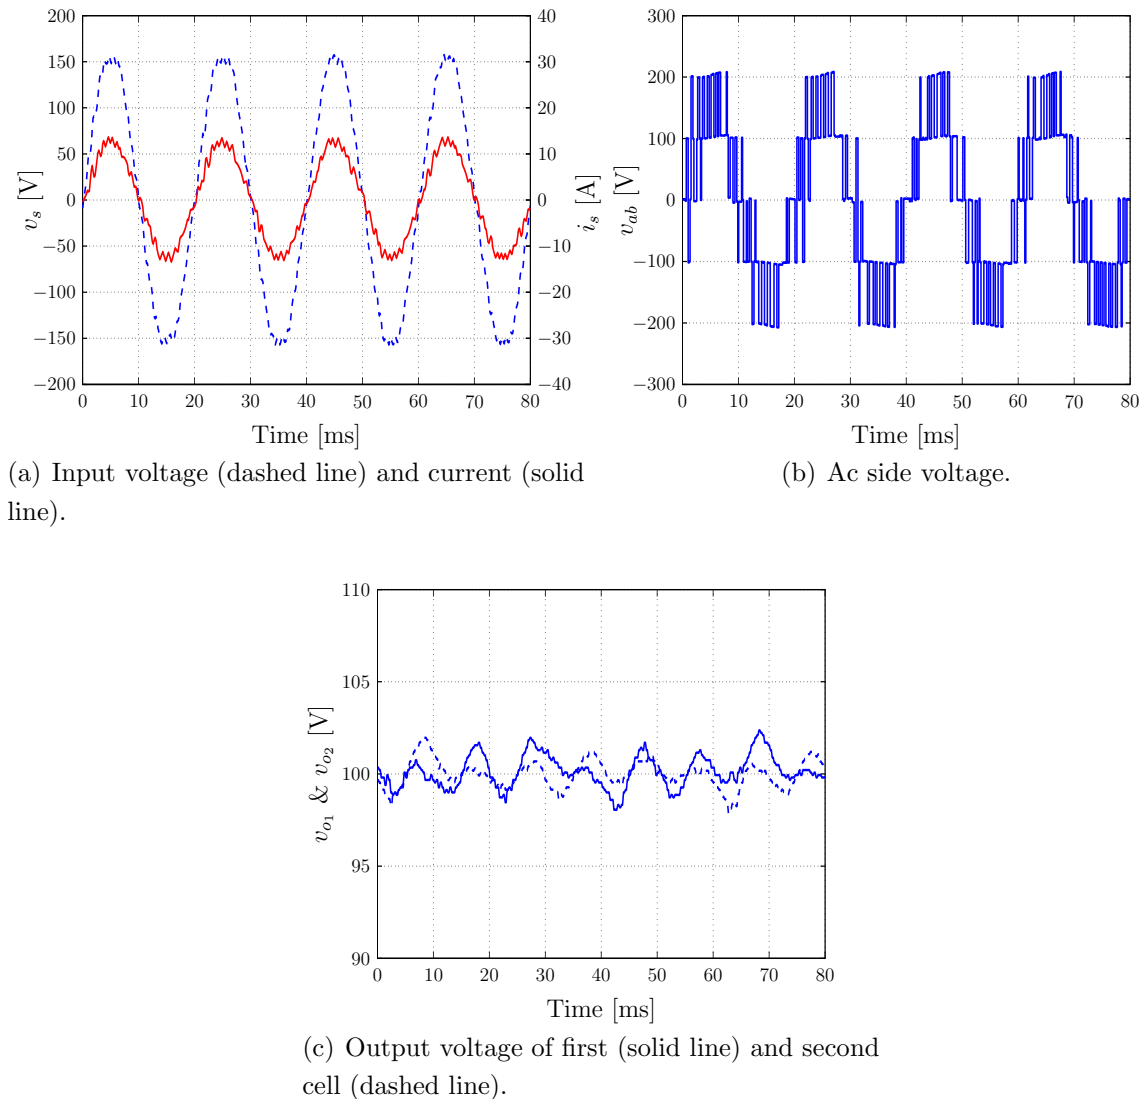 200
150
100
50
0
−50
−100
−150
−200
v_s [V]
40
30
20
10
0
−10
−20
−30
−40
i_s [A]
0 10 20 30 40 50 60 70 80
Time [ms]
(a) Input voltage (dashed line) and current (solid
line).
300
200
100
0
−100
−200
−300
v_ab [V]
0 10 20 30 40 50 60 70 80
Time [ms]
(b) Ac side voltage.
110
105
100
95
90
v_o1 & v_o2 [V]
0 10 20 30 40 50 60 70 80
Time [ms]
(c) Output voltage of first (solid line) and second
cell (dashed line).